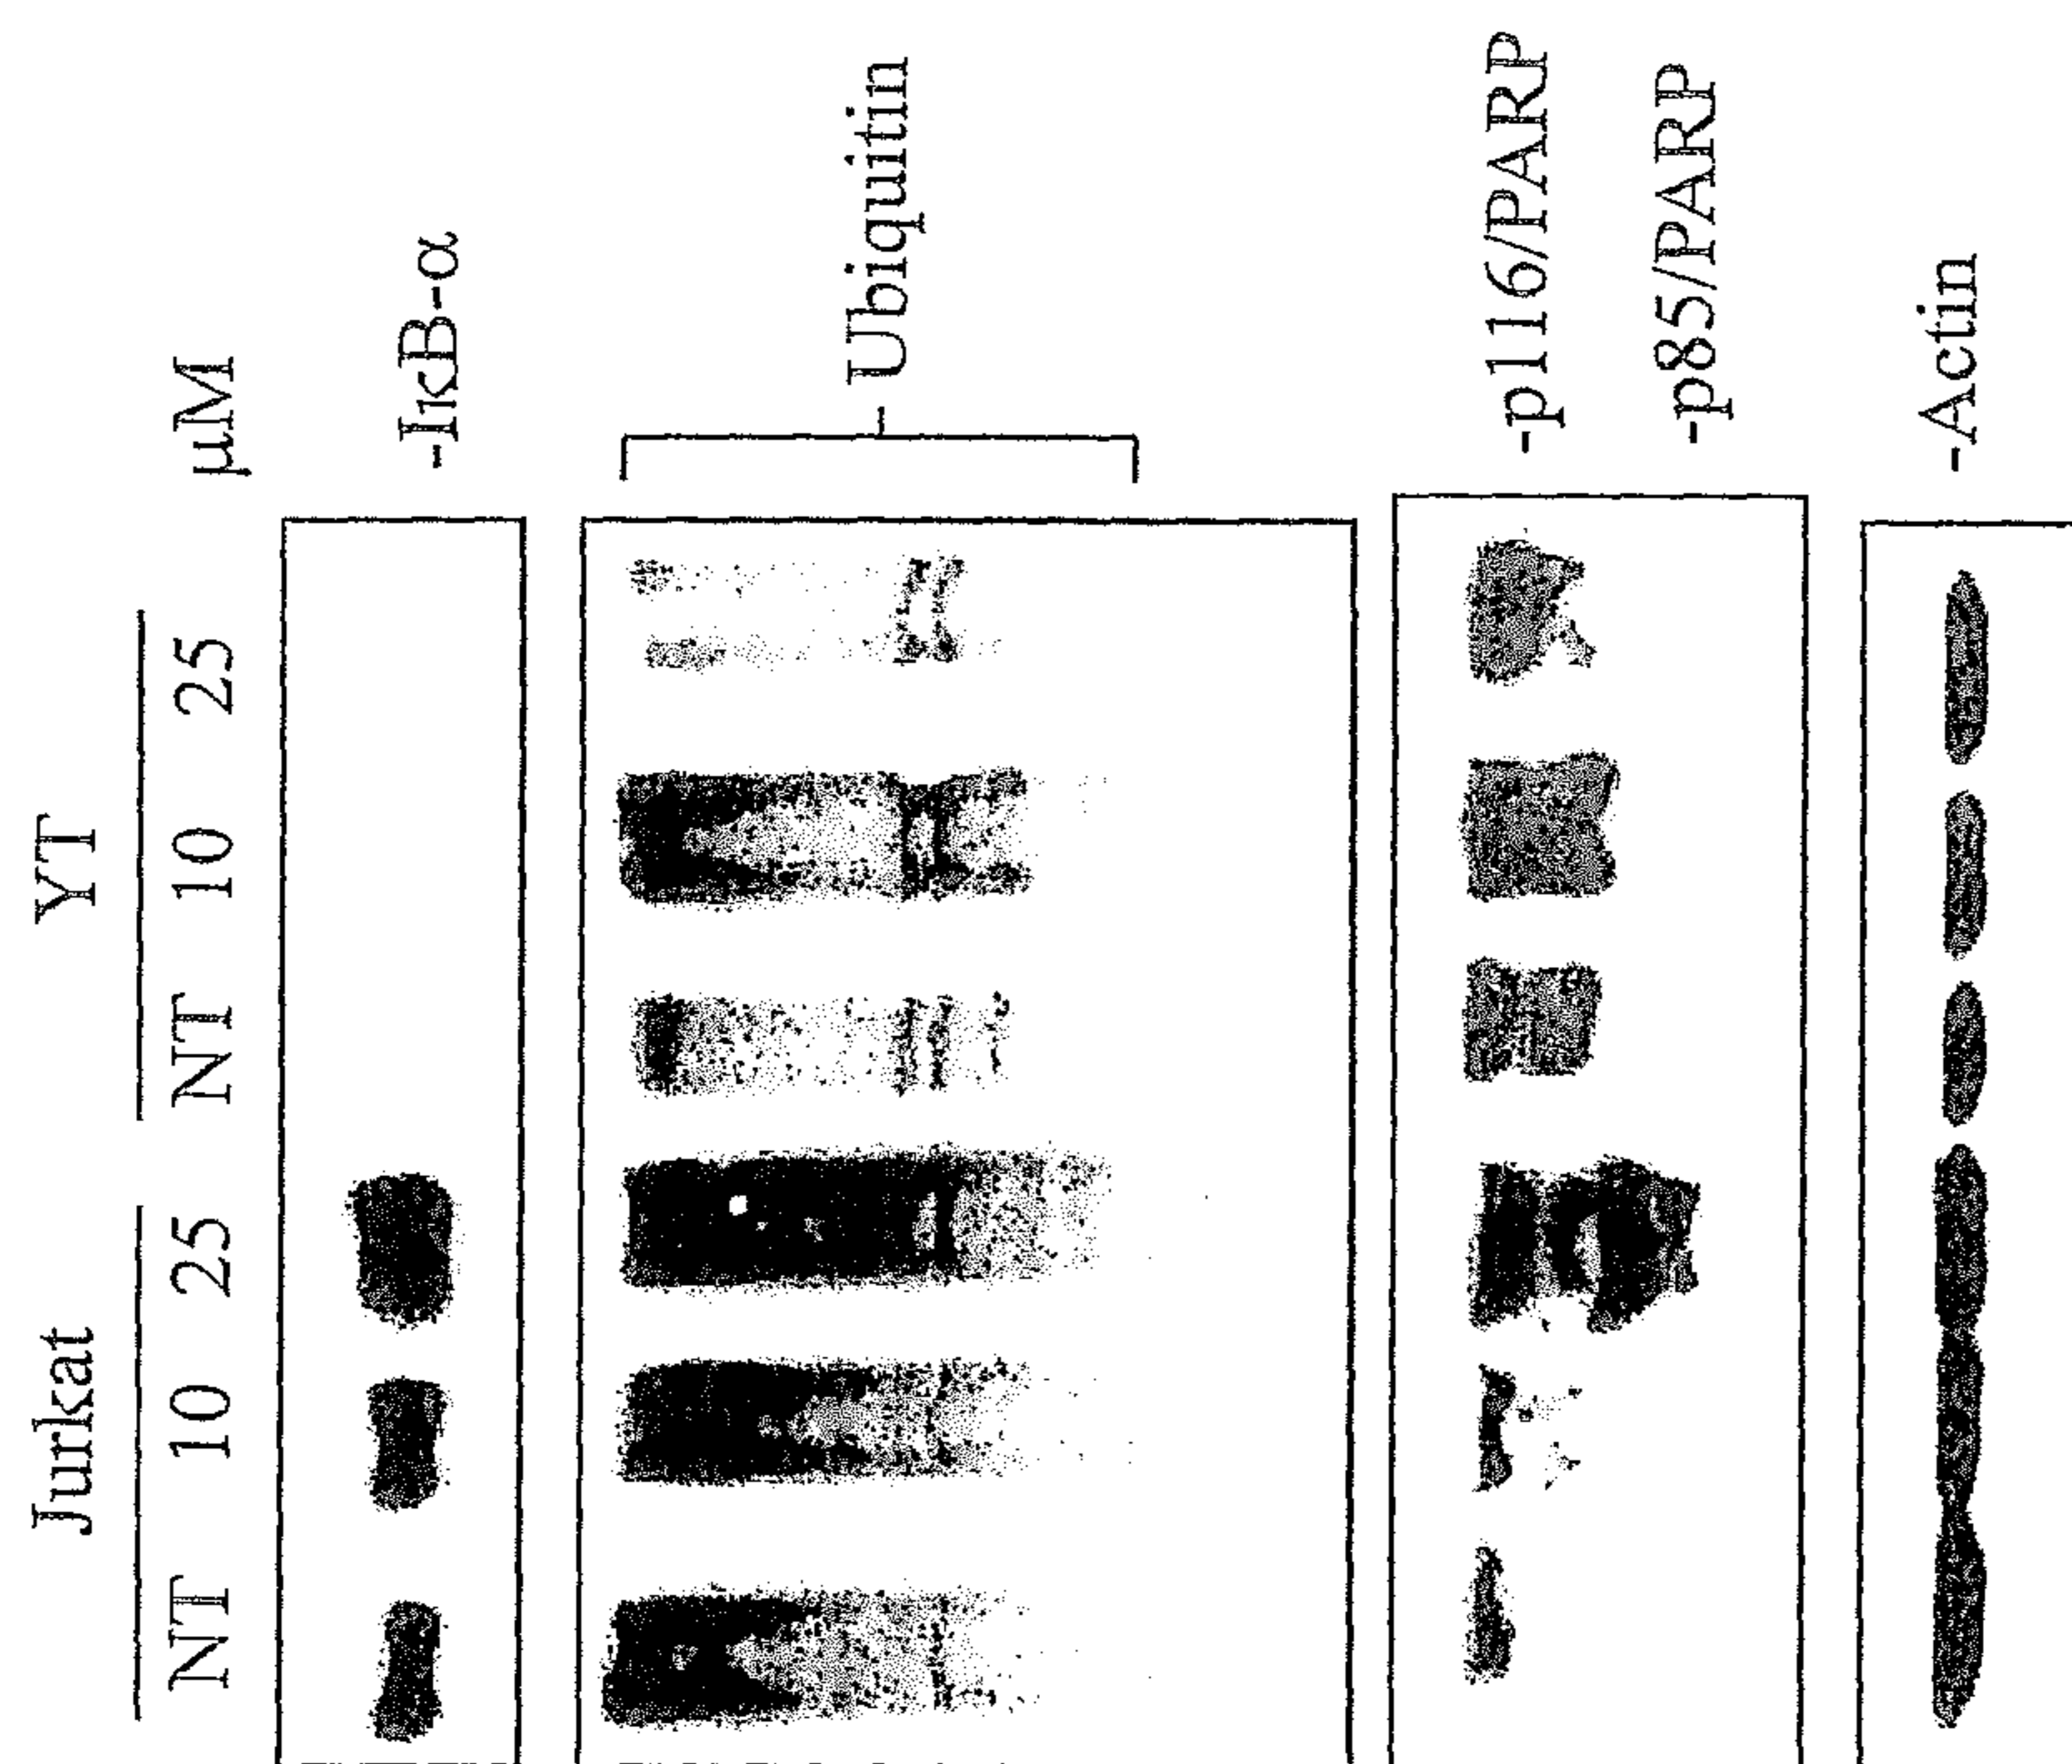 Jurkat YT
NT 10 25 NT 10 25 μM
-IκB-α
- Ubiquitin
-p116/PARP
-p85/PARP
-Actin